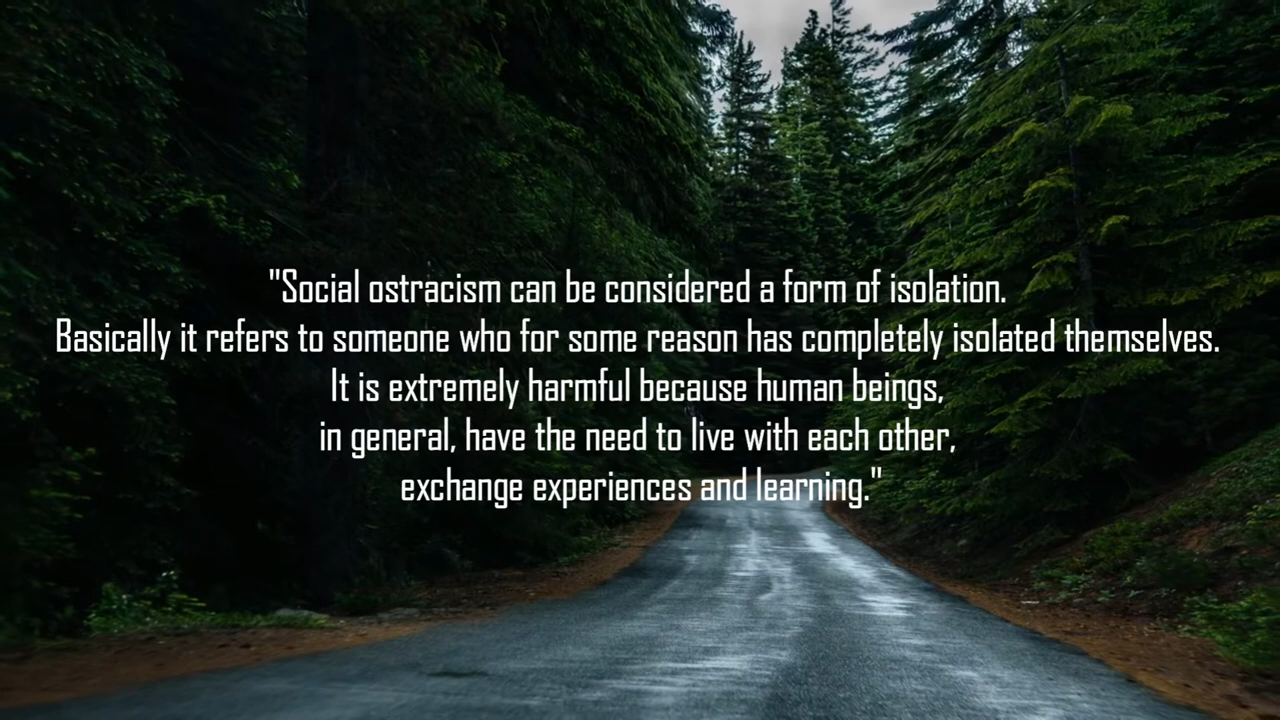 "Social ostracism can be considered a form of isolation.
Basically it refers to someone who for some reason has completely isolated themselves.
It is extremely harmful because human beings,
in general, have the need to live with each other,
exchange experiences and learning."